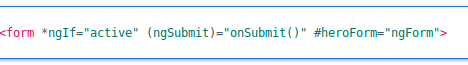 <form *ngIf="active" (ngSubmit)="onSubmit()" #heroForm="ngForm">